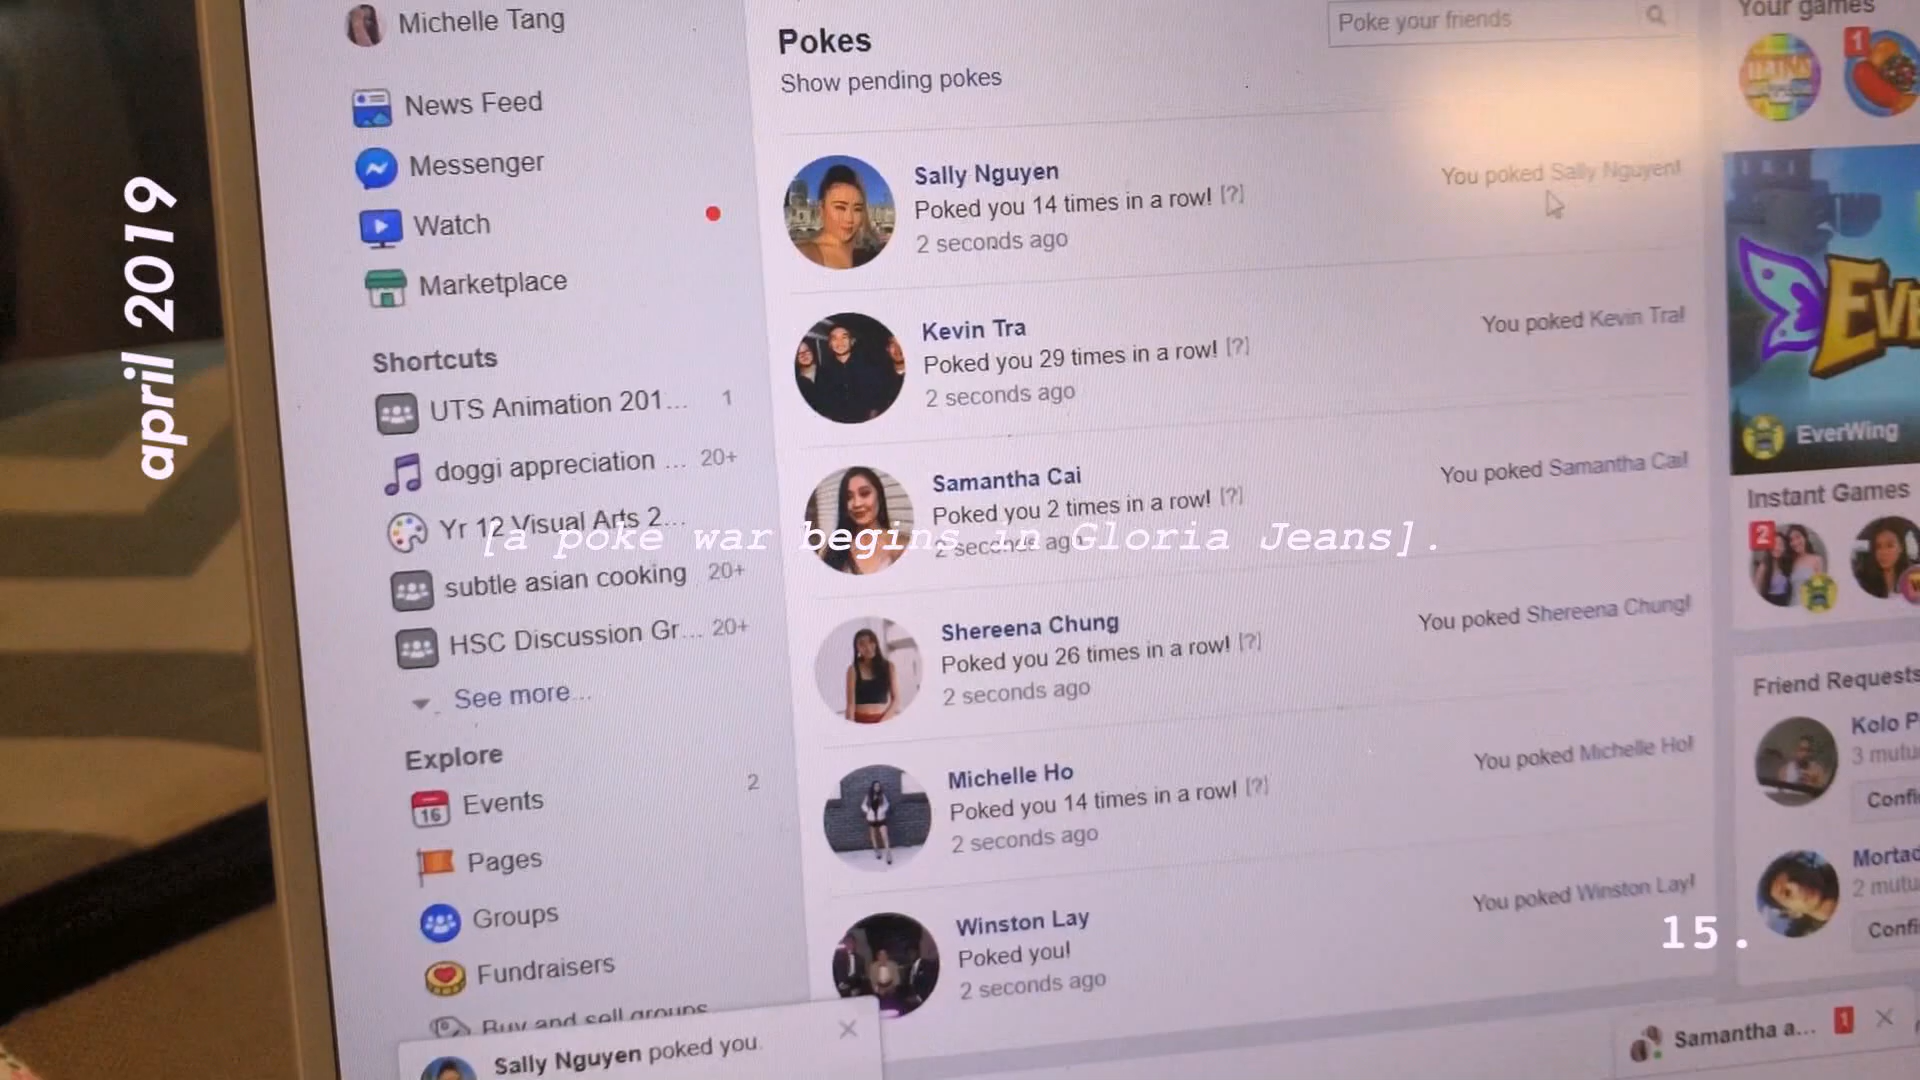 april 2019
Michelle Tang
News Feed
Messenger
Watch
Marketplace
Shortcuts
UTS Animation 201... 1
doggi appreciation ... 20+
Yr 12 Visual Arts 2...
subtle asian cooking 20+
HSC Discussion Gr... 20+
See more...
Explore
Events 2
16
Pages
Groups
Fundraisers
Buy and sell groups
Sally Nguyen poked you.
Pokes
Show pending pokes
Poke your friends
Sally Nguyen
Poked you 14 times in a row! [?]
2 seconds ago
You poked Sally Nguyen!
Kevin Tra
Poked you 29 times in a row! [?]
2 seconds ago
You poked Kevin Tra!
Samantha Cai
Poked you 2 times in a row! [?]
2 seconds ago
You poked Samantha Cai!
[a poke war begins in Gloria Jeans].
Shereena Chung
Poked you 26 times in a row! [?]
2 seconds ago
You poked Shereena Chung!
Michelle Ho
Poked you 14 times in a row! [?]
2 seconds ago
You poked Michelle Ho!
Winston Lay
Poked you!
2 seconds ago
You poked Winston Lay!
15.
Your games
1
TETRIS
EVE
EverWing
Instant Games
2
Friend Requests
Kolo P
3 mutu
Confi
Mortad
2 mutu
Confi
Samantha a... 1